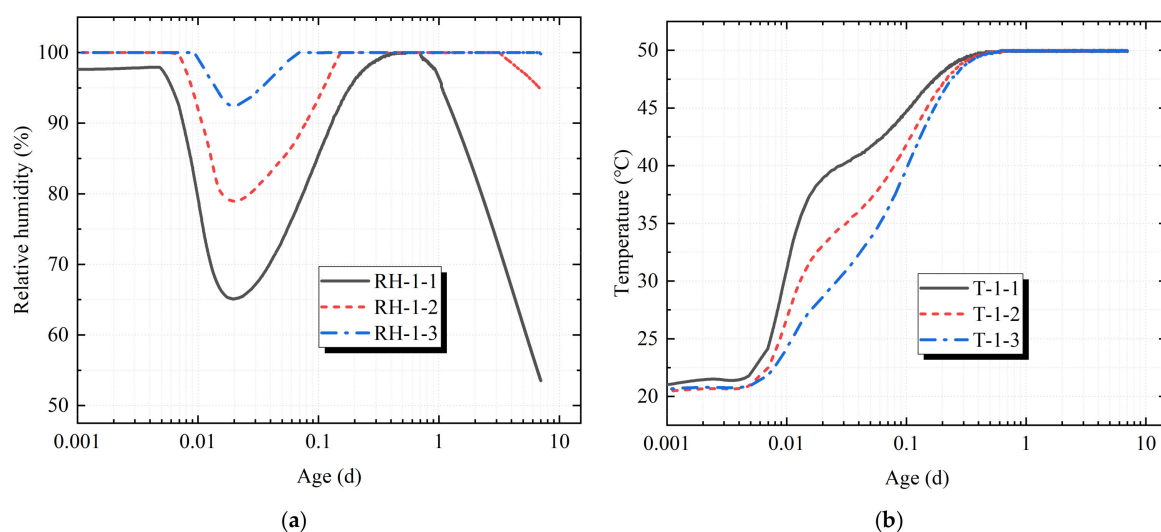 100
90
80
70
60
50
Relative humidity (%)
RH-1-1
RH-1-2
RH-1-3
0.001
0.01
0.1
1
10
Age (d)
(a)
50
45
40
35
30
25
20
Temperature (℃)
T-1-1
T-1-2
T-1-3
0.001
0.01
0.1
1
10
Age (d)
(b)